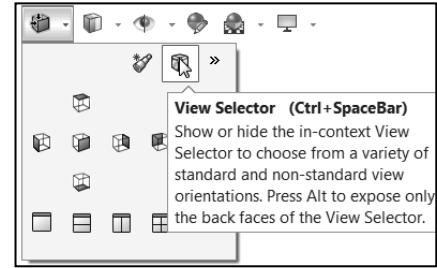 »
View Selector (Ctrl+SpaceBar)
Show or hide the in-context View
Selector to choose from a variety of
standard and non-standard view
orientations. Press Alt to expose only
the back faces of the View Selector.